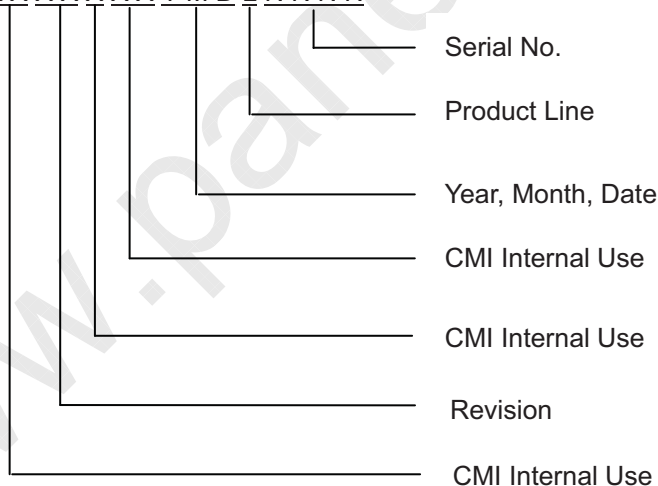 Serial No.
Product Line
Year, Month, Date
CMI Internal Use
CMI Internal Use
Revision
CMI Internal Use